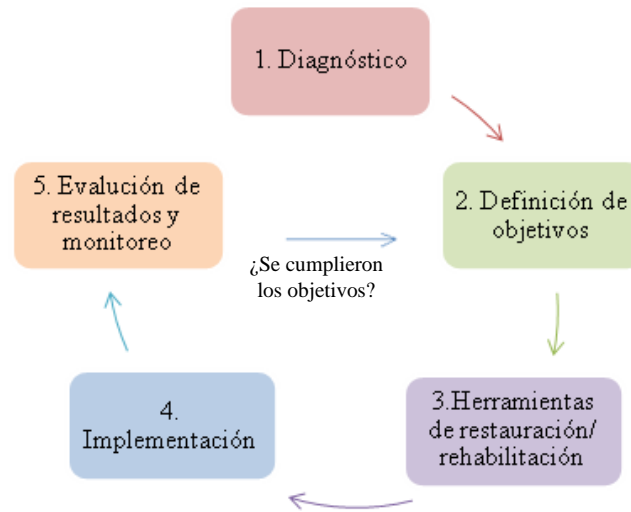 1. Diagnóstico
2. Definición de
objetivos
3.Herramientas
de restauración/
rehabilitación
4.
Implementación
5. Evalución de
resultados y
monitoreo
¿Se cumplieron
los objetivos?